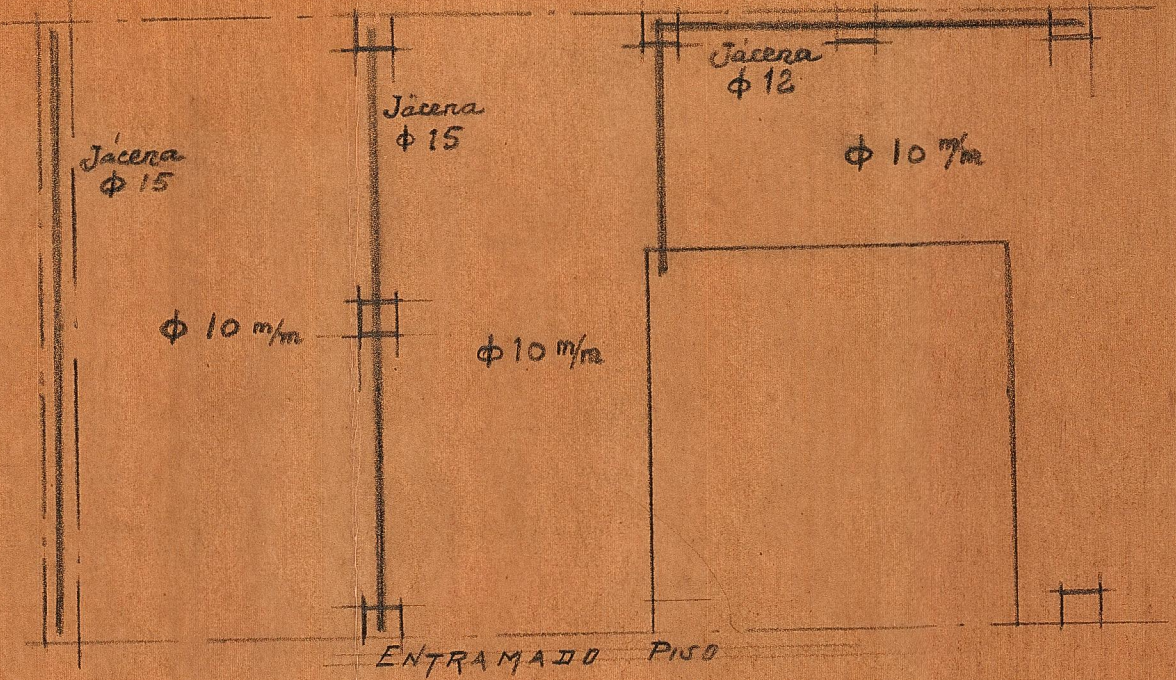 Jácena
ϕ 12
Jácena
ϕ 15
Jácena
ϕ 15
ϕ 10 m/m
ϕ 10 m/m
ϕ 10 m/m
ENTRAMADO PISO